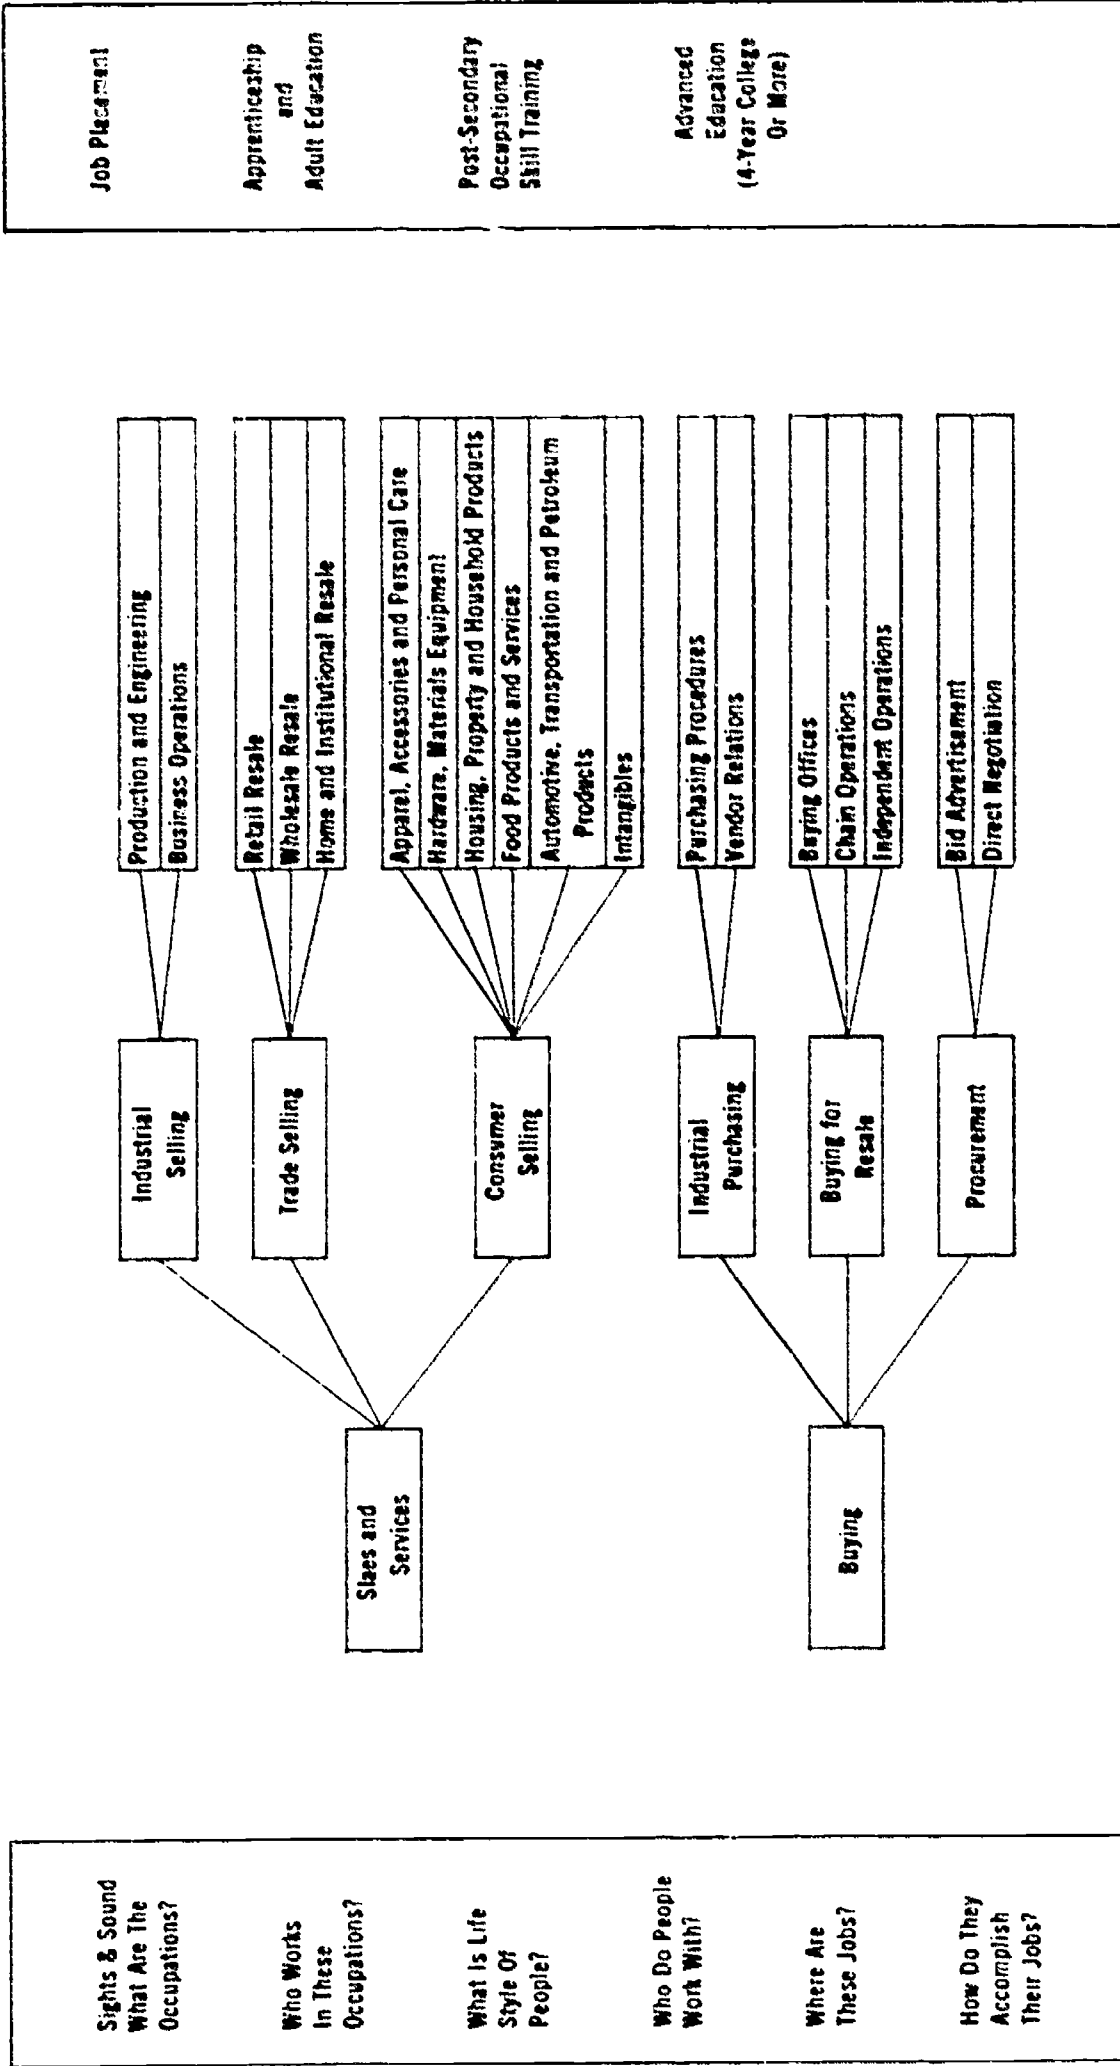 Sights & Sound
What Are The
Occupations?
Who Works
In These
Occupations?
What Is Life
Style Of
People?
Who Do People
Work With?
Where Are
These Jobs?
How Do They
Accomplish
Their Jobs?
Slaes and
Services
Buying
Industrial
Selling
Trade Selling
Consumer
Selling
Industrial
Purchasing
Buying for
Resale
Procurement
Production and Engineering
Business Operations
Retail Resale
Wholesale Resale
Home and Institutional Resale
Apparel, Accessories and Personal Care
Hardware, Materials Equipment
Housing, Property and Household Products
Food Products and Services
Automotive, Transportation and Petroleum
Products
Intangibles
Purchasing Procedures
Vendor Relations
Buying Offices
Chain Operations
Independent Operations
Bid Advertisement
Direct Negotiation
Job Placement
Apprenticeship
and
Adult Education
Post-Secondary
Occupational
Skill Training
Advanced
Education
(4-Year College
Or More)